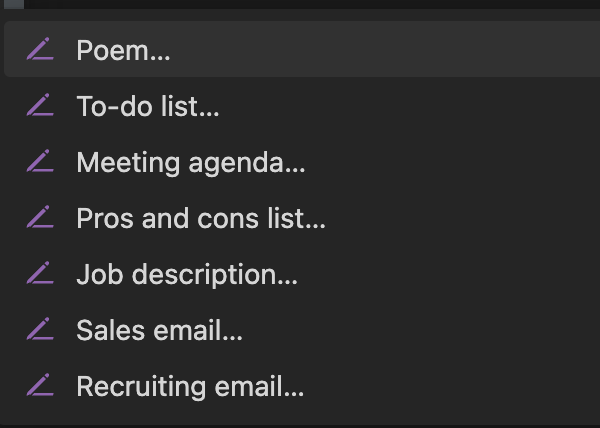 Poem...
To-do list...
Meeting agenda...
Pros and cons list...
Job description...
Sales email...
Recruiting email...